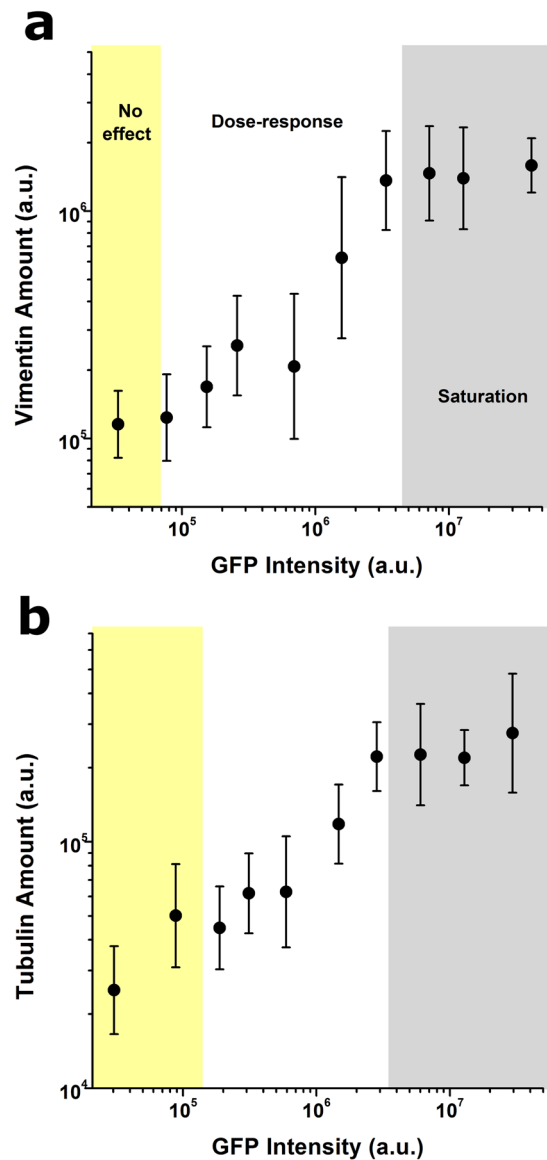 a
No
effect
Dose-response
Saturation
Vimentin Amount (a.u.)
10⁶
10⁵
10⁵
10⁶
10⁷
GFP Intensity (a.u.)
b
Tubulin Amount (a.u.)
10⁵
10⁴
10⁵
10⁶
10⁷
GFP Intensity (a.u.)